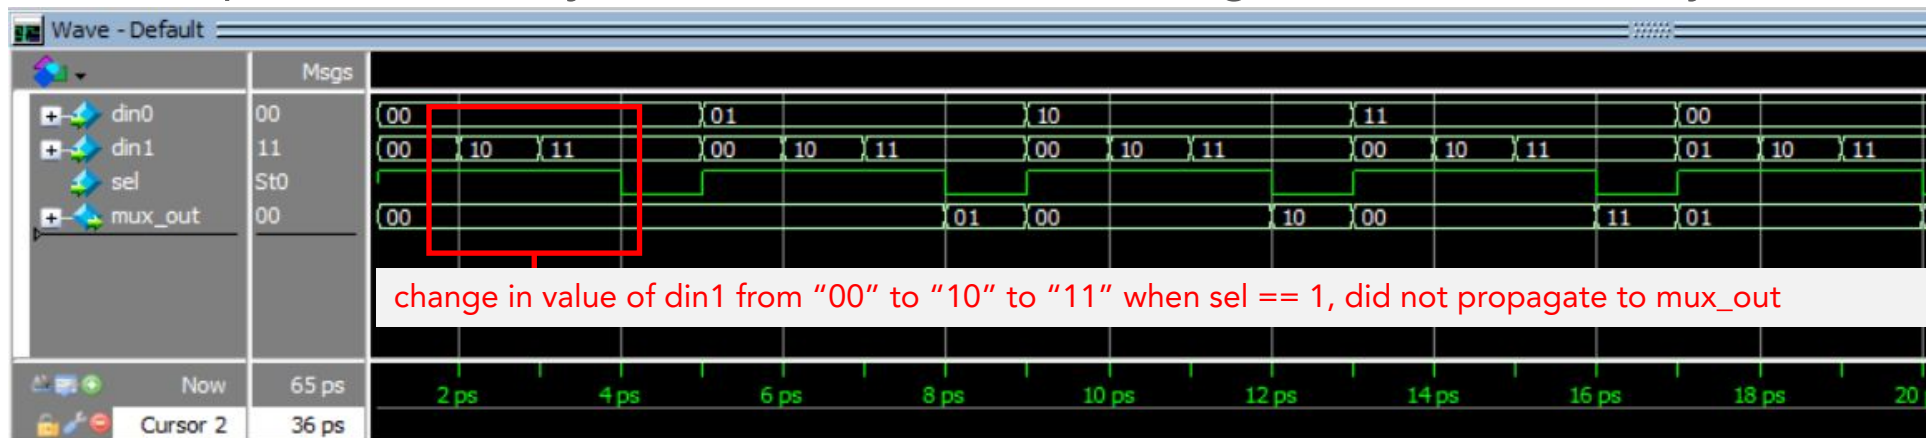 Wave - Default
Msgs
din0 00 00 01 10 11 00
din1 11 00 10 11 00 10 11 00 10 11 00 10 11 01 10 11
sel St0
mux_out 00 00 01 00 10 00 11 01
change in value of din1 from “00” to “10” to “11” when sel == 1, did not propagate to mux_out
Now 65 ps 2 ps 4 ps 6 ps 8 ps 10 ps 12 ps 14 ps 16 ps 18 ps 20
Cursor 2 36 ps